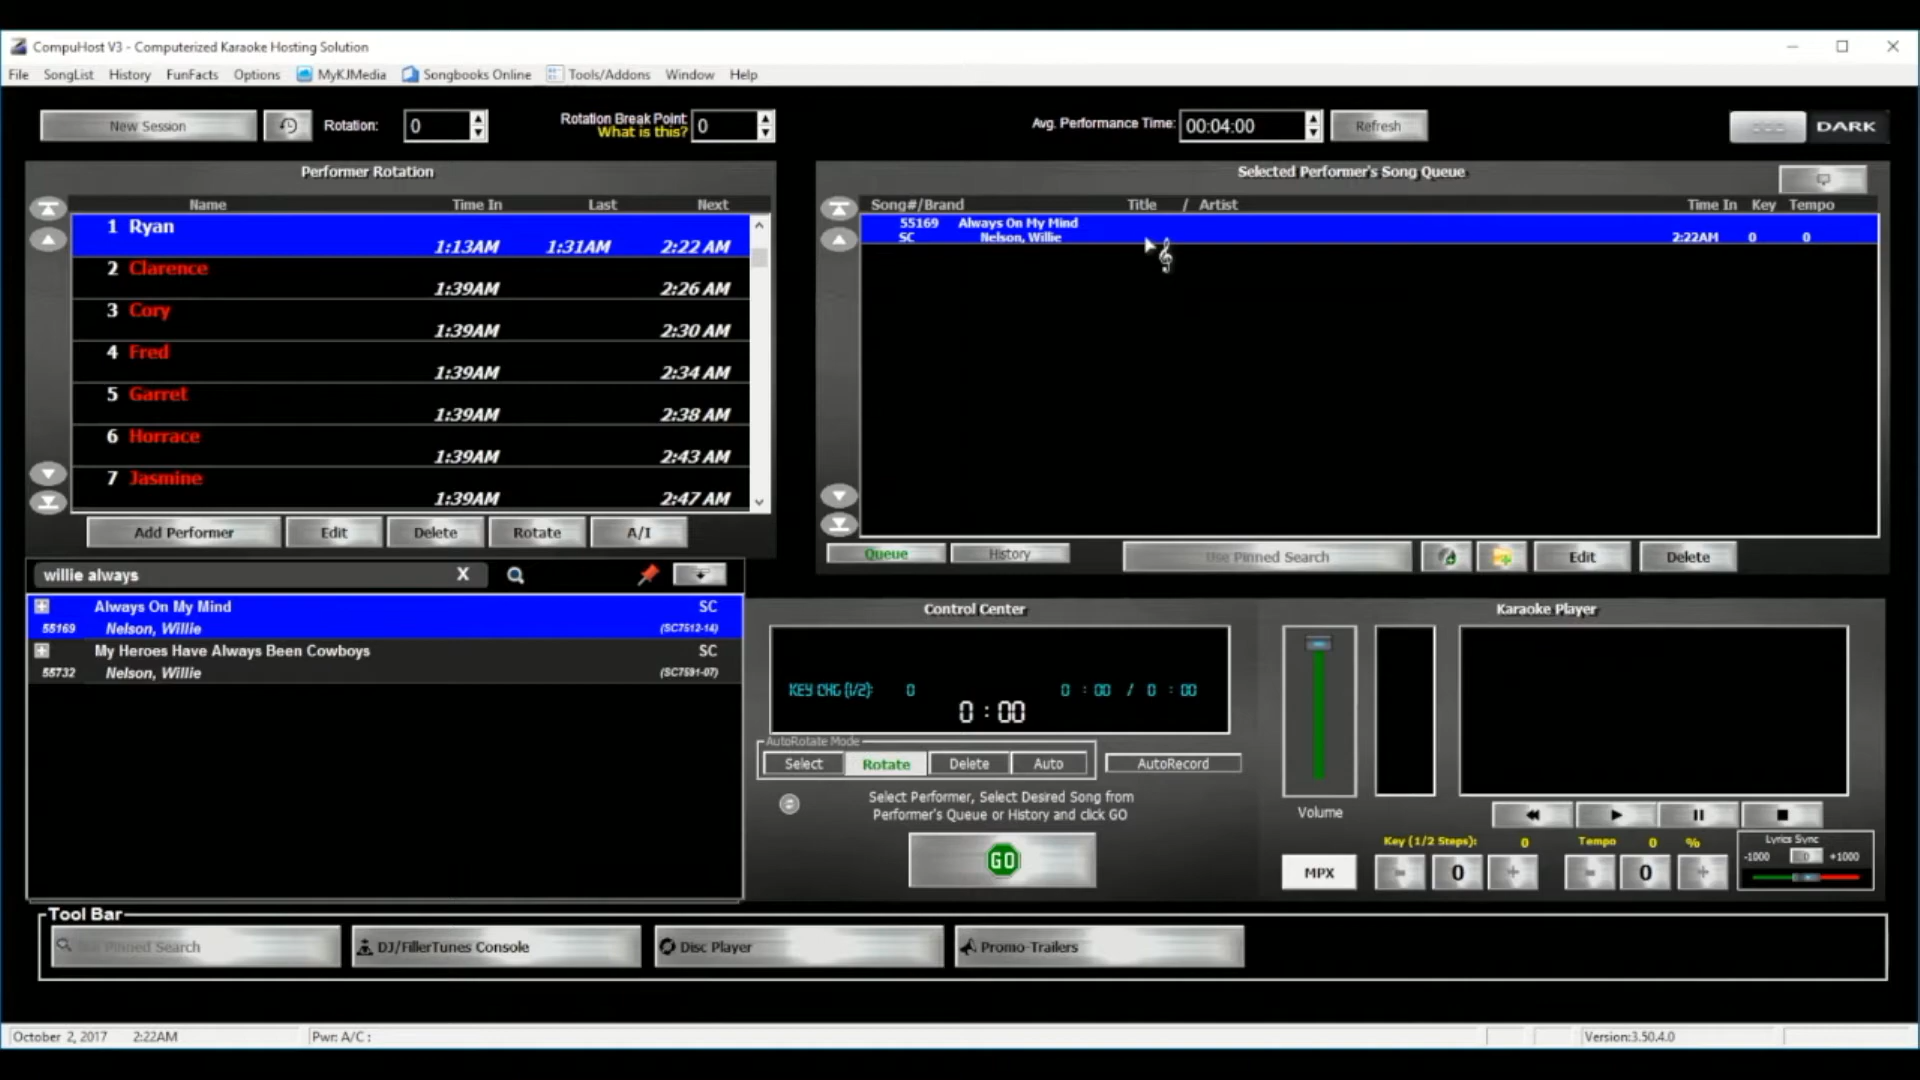 CompuHost V3 - Computerized Karaoke Hosting Solution
File SongList History FunFacts Options MyKJMedia Songbooks Online Tools/Addons Window Help
New Session Rotation: 0 Rotation Break Point: 0 Avg. Performance Time: 00:04:00 Refresh DARK
What is this?
Performer Rotation
Name Time In Last Next
1 Ryan
1:13AM 1:31AM 2:22 AM
2 Clarence
1:39AM 2:26 AM
3 Cory
1:39AM 2:30 AM
4 Fred
1:39AM 2:34 AM
5 Garret
1:39AM 2:38 AM
6 Horrace
1:39AM 2:43 AM
7 Jasmine
1:39AM 2:47 AM
Add Performer Edit Delete Rotate A/I
Selected Performer's Song Queue
Song#/Brand Title / Artist Time In Key Tempo
55169 Always On My Mind
SC Nelson, Willie 2:22AM 0 0
Queue History Use Pinned Search Edit Delete
willie always X
Always On My Mind SC
55169 Nelson, Willie (SC7512-14)
My Heroes Have Always Been Cowboys SC
55732 Nelson, Willie (SC7591-07)
Control Center
KEY CHG (1/2): 0 0 : 00 / 0 : 00
0 : 00
AutoRotate Mode
Select Rotate Delete Auto AutoRecord
Select Performer, Select Desired Song from
Performer's Queue or History and click GO
GO
Karaoke Player
Volume
Key (1/2 Steps): 0 Tempo 0 %
MPX - 0 + - 0 +
Lyrics Sync
-1000 0 +1000
Tool Bar
Pinned Search DJ/FillerTunes Console Disc Player Promo-Trailers
October 2, 2017 2:22AM Pwr: A/C : Version:3.50.4.0